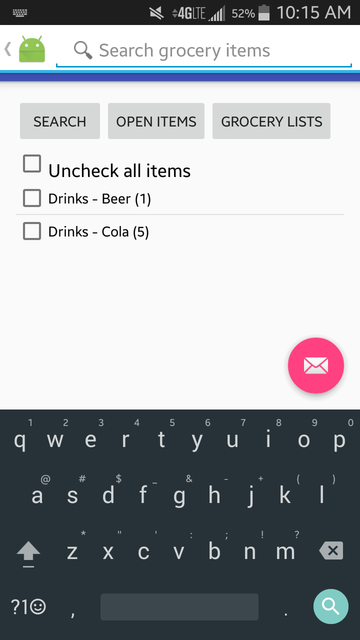 4G LTE 52% 10:15 AM
Search grocery items
SEARCH OPEN ITEMS GROCERY LISTS
Uncheck all items
Drinks - Beer (1)
Drinks - Cola (5)
1 2 3 4 5 6 7 8 9 0
q w e r t y u i o p
@ # $ _ & - + ( )
a s d f g h j k l
* " ' : ; ! ?
z x c v b n m
?1☺ , .